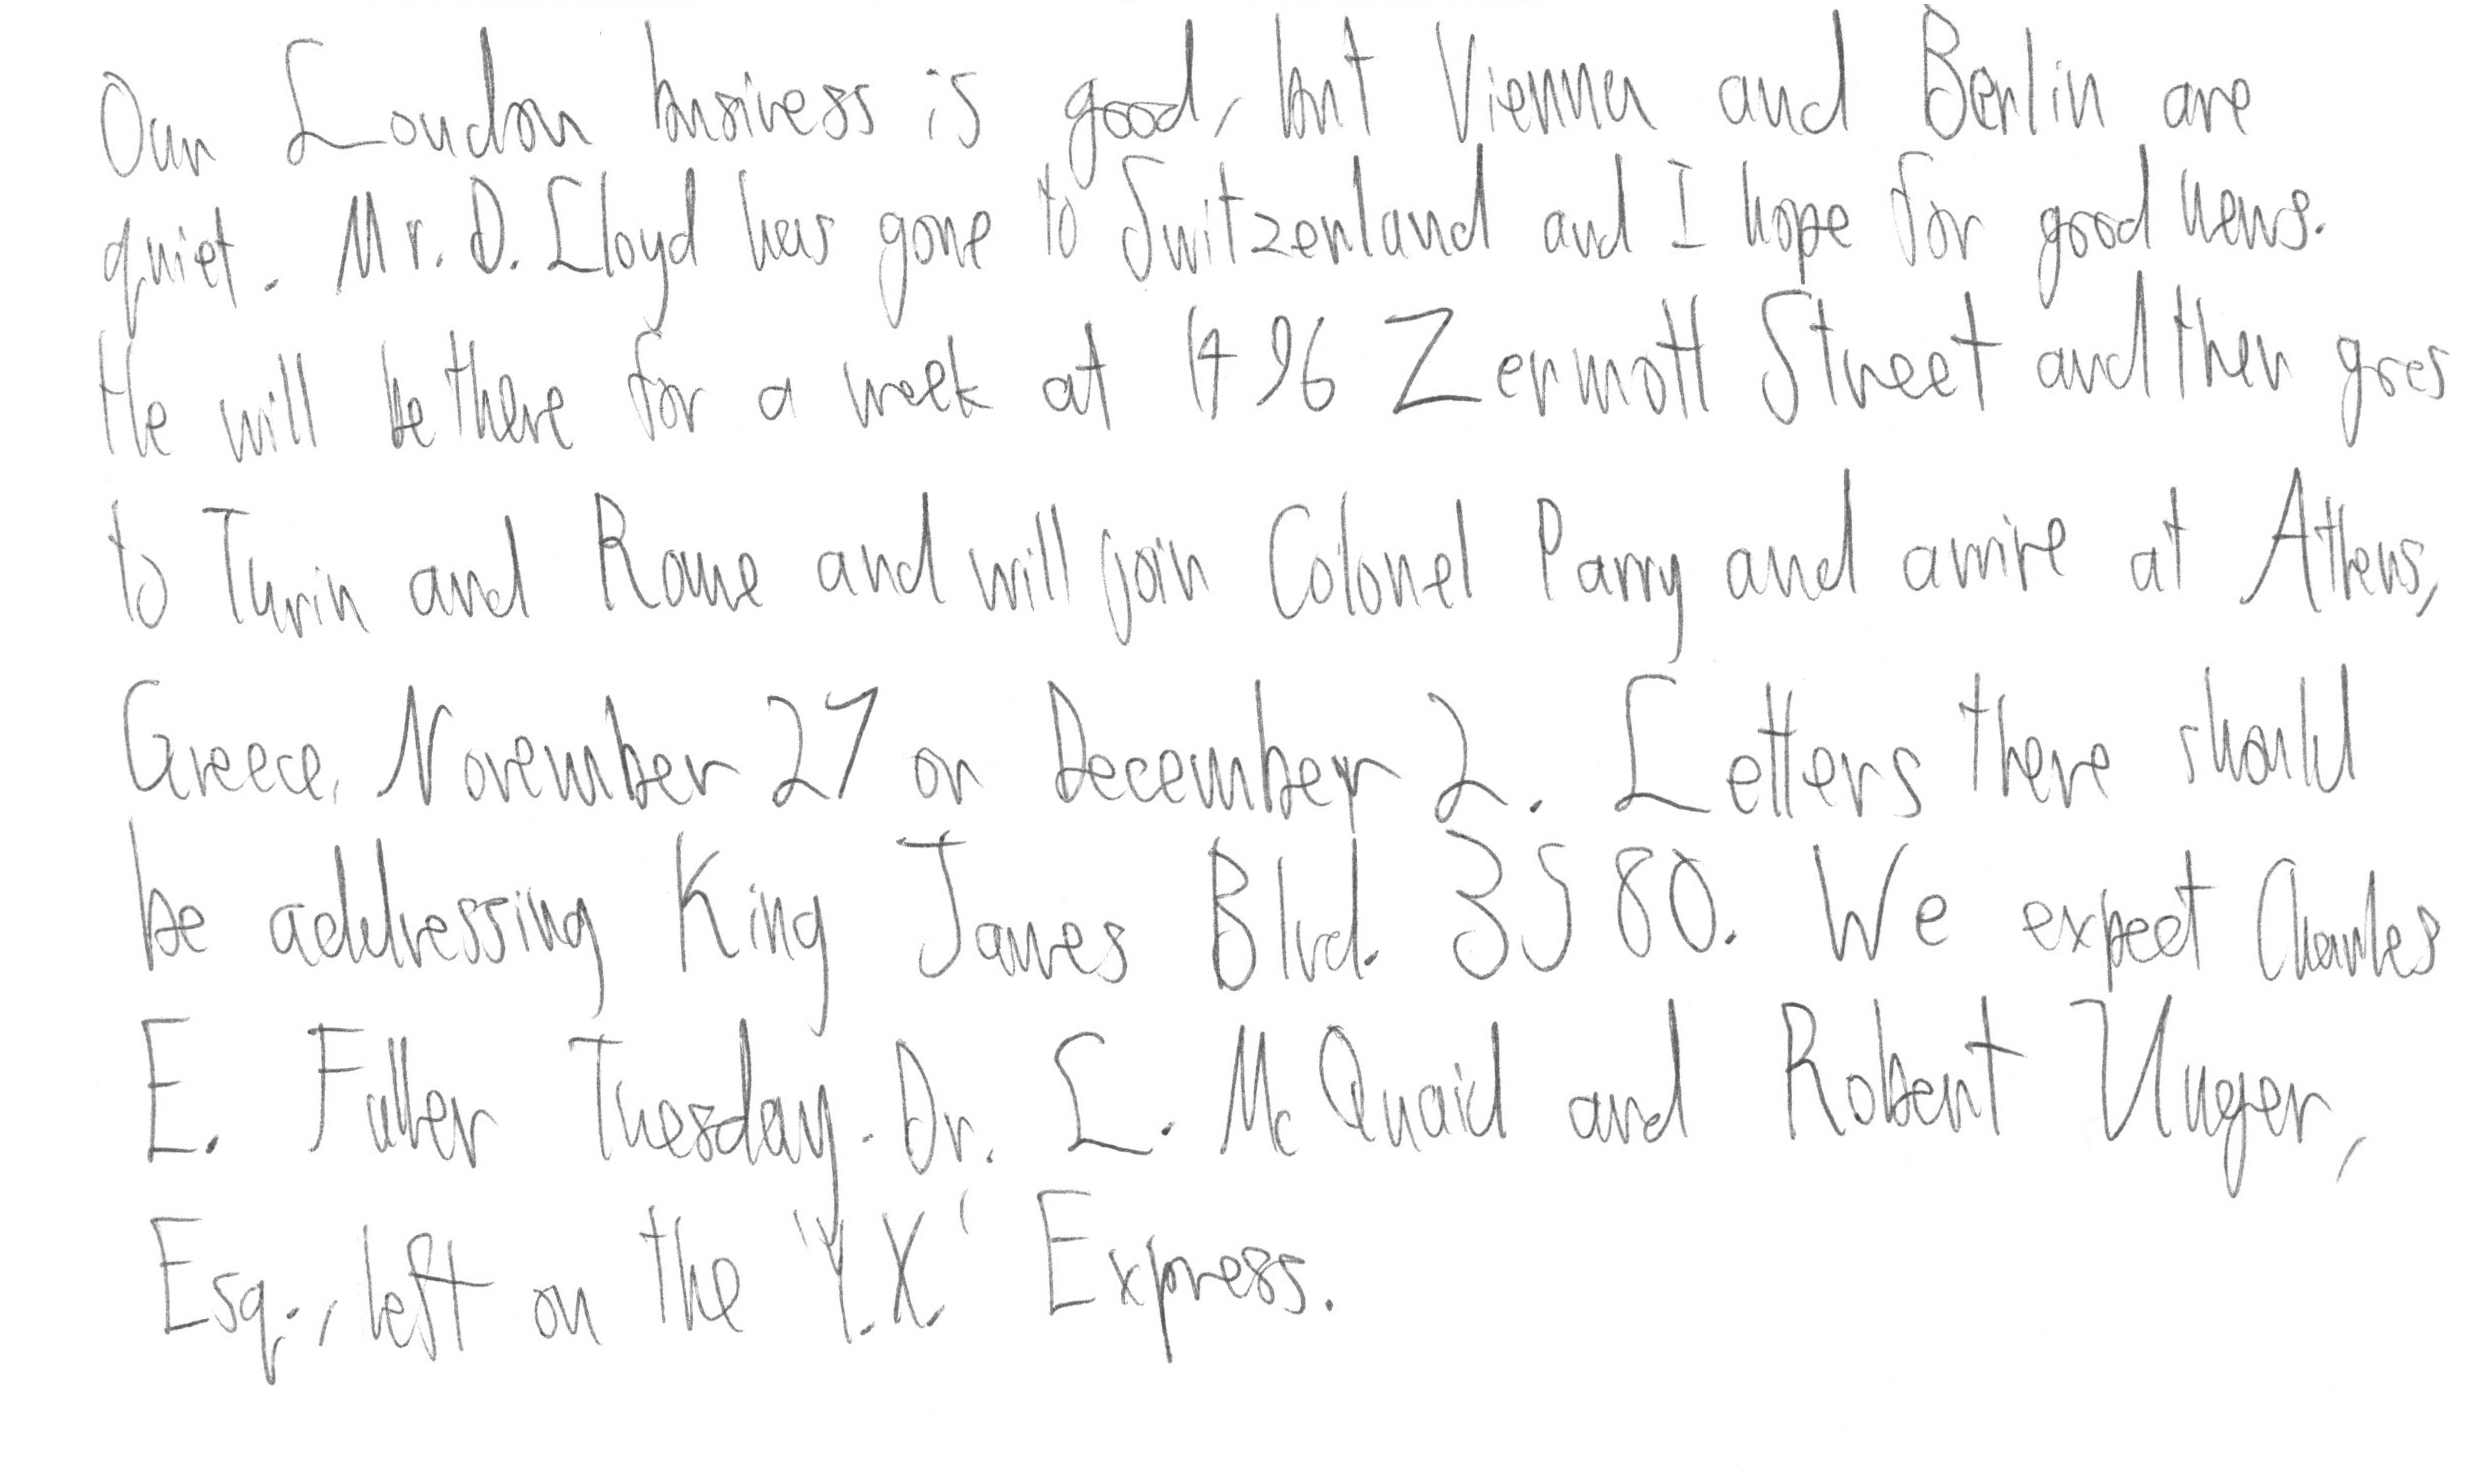 Our London business is good, but Vienna and Berlin are
quiet. Mr. D. Lloyd has gone to Switzerland and I hope for good news.
He will be there for a week at 1496 Zermott Street and then goes
to Turin and Rome and will join Colonel Parry and arrive at Athens,
Greece, November 27 or December 2. Letters there should
be addressing King James Blvd. 3580. We expect Charles
E. Fuller Tuesday. Dr. L. McQuaid and Robert Unger,
Esq., left on the "Y.X." Express.